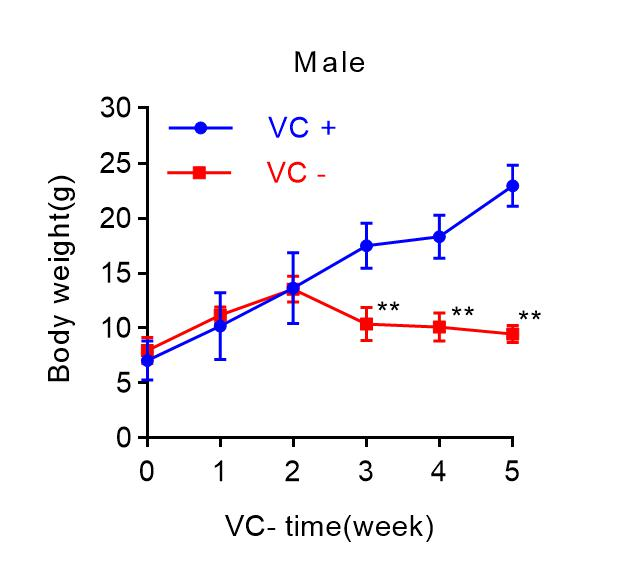 Male
30
25
20
15
10
5
0
Body weight(g)
VC +
VC -
**
**
**
0 1 2 3 4 5
VC- time(week)